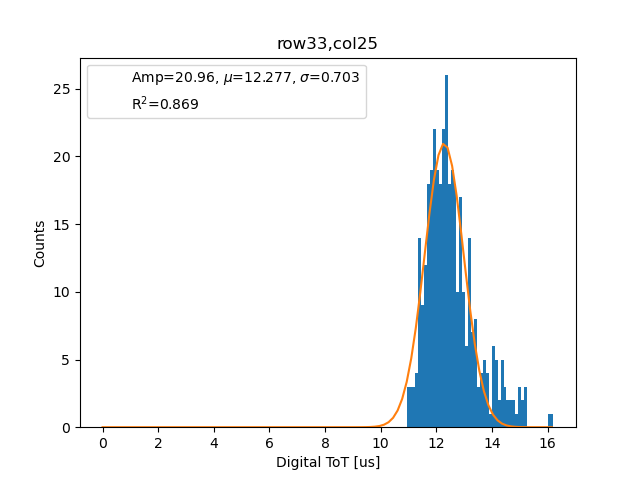 row33,col25
Amp=20.96, μ=12.277, σ=0.703
R²=0.869
25
20
15
10
5
0
Counts
0 2 4 6 8 10 12 14 16
Digital ToT [us]